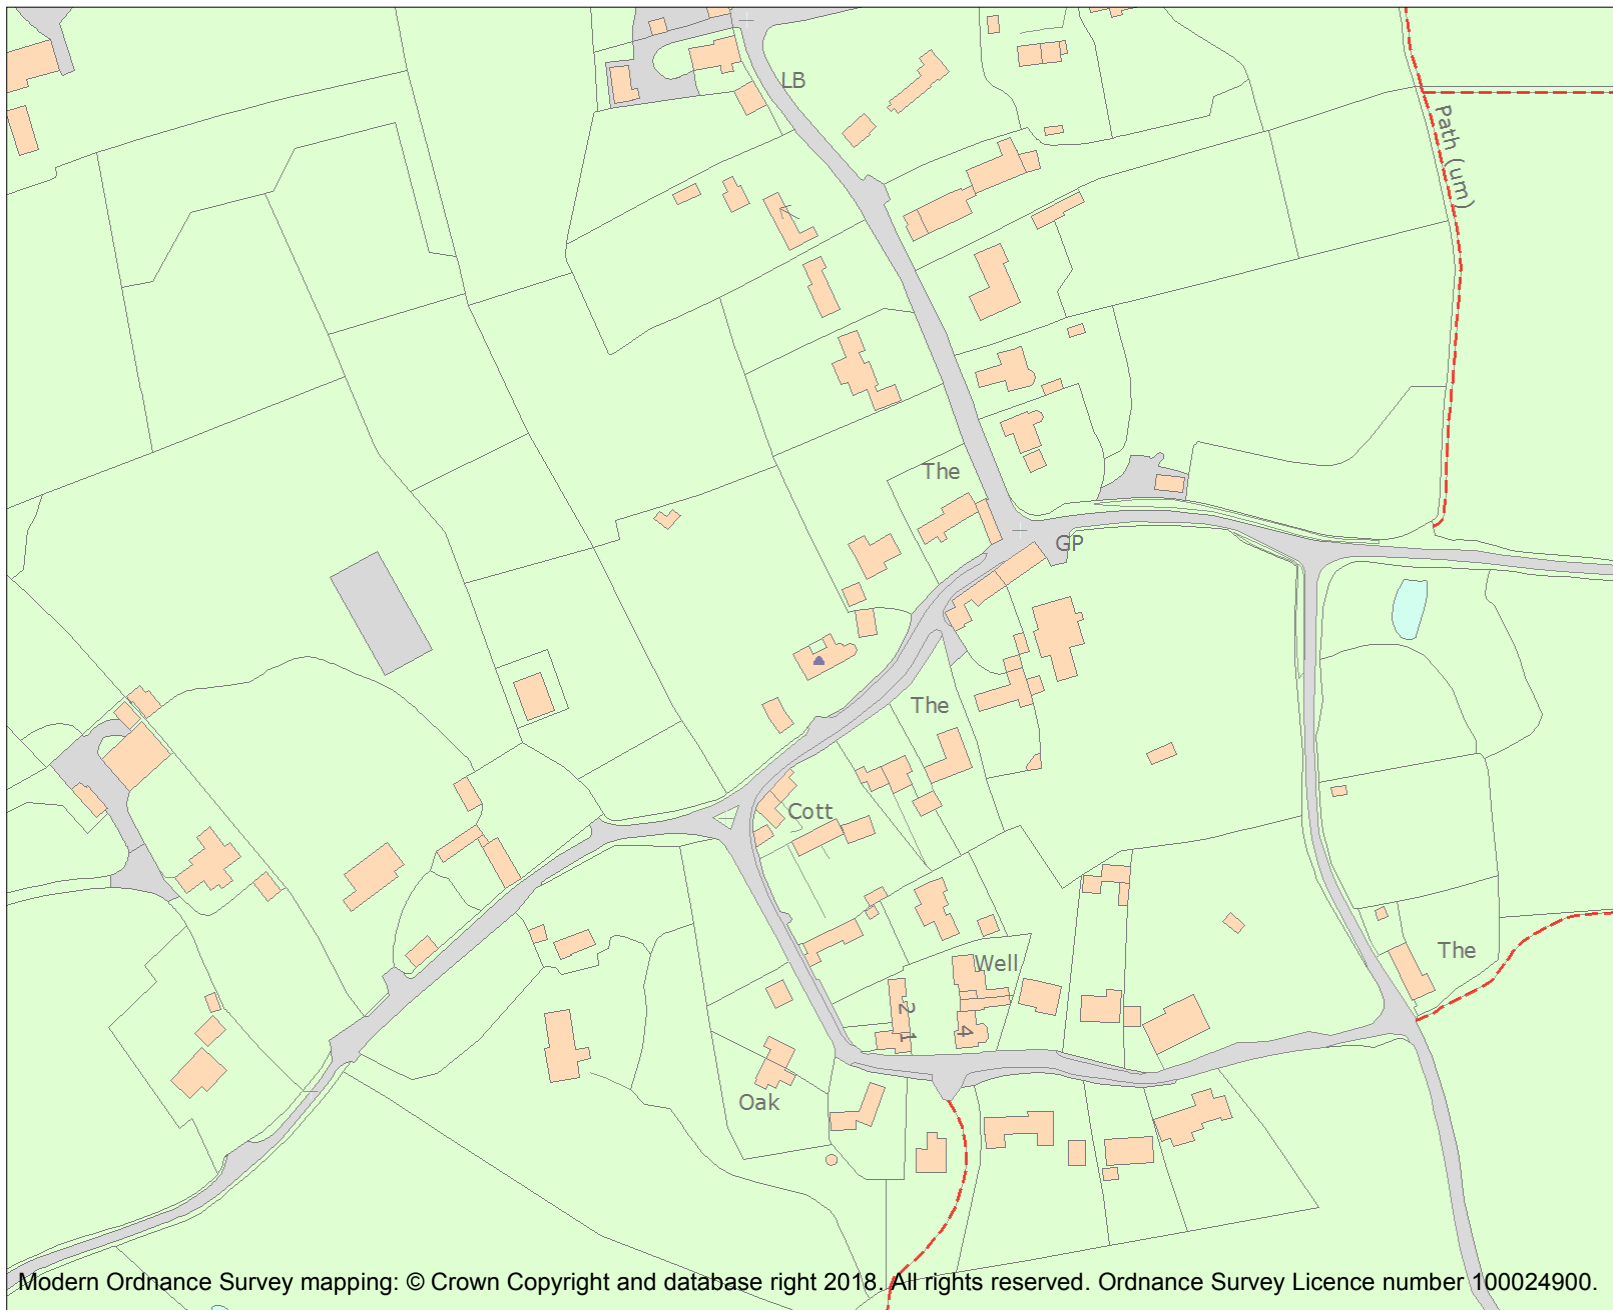 LB
Path (um)
The
GP
The
Cott
The
Well
2
1
4
Oak
Modern Ordnance Survey mapping: © Crown Copyright and database right 2018. All rights reserved. Ordnance Survey Licence number 100024900.